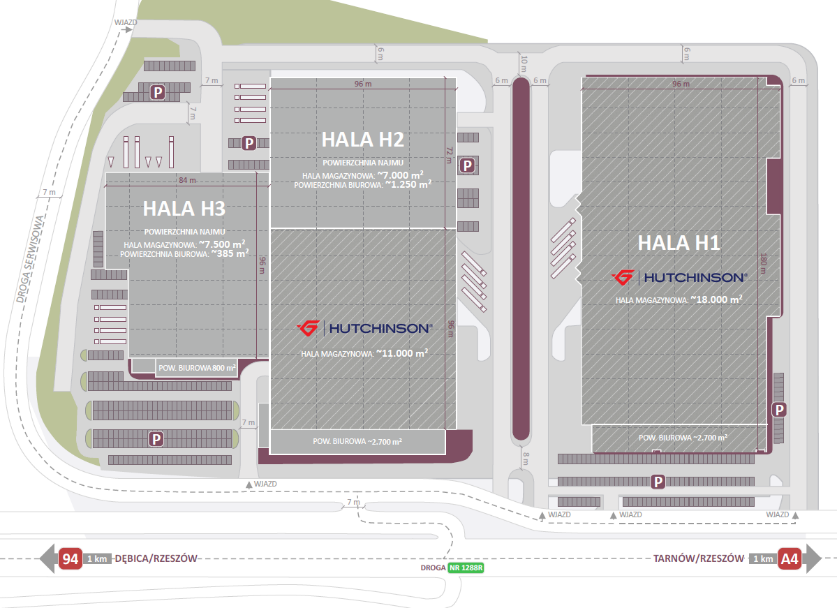 WJAZD
6 m
10 m
6 m
7 m
96 m
6 m
6 m
96 m
6 m
P
7 m
HALA H2
POWIERZCHNIA NAJMU
HALA MAGAZYNOWA: ~7.000 m²
POWIERZCHNIA BIUROWA: ~1.250 m²
72 m
P
P
84 m
7 m
HALA H3
POWIERZCHNIA NAJMU
HALA MAGAZYNOWA: ~7.500 m²
POWIERZCHNIA BIUROWA: ~385 m²
96 m
DROGA SERWISOWA
HALA H1
HUTCHINSON®
HALA MAGAZYNOWA: ~18.000 m²
180 m
HUTCHINSON®
HALA MAGAZYNOWA: ~11.000 m²
96 m
POW. BIUROWA 800 m²
P
7 m
POW. BIUROWA ~2.700 m²
POW. BIUROWA ~2.700 m²
P
P
8 m
WJAZD
7 m
WJAZD
WJAZD
WJAZD
94
1 km
DĘBICA/RZESZÓW
DROGA NR 1288R
TARNÓW/RZESZÓW
1 km
A4